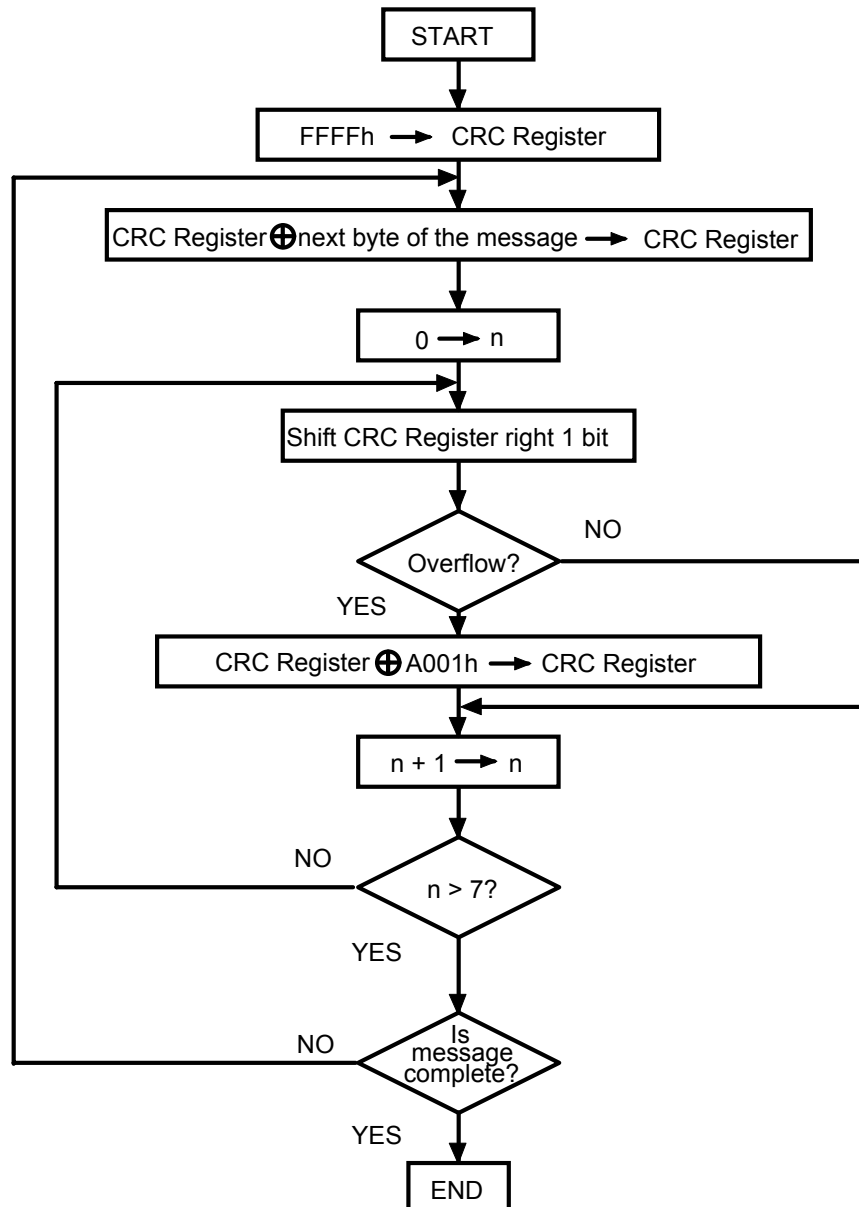 START
FFFFh → CRC Register
CRC Register ⊕ next byte of the message → CRC Register
0 → n
Shift CRC Register right 1 bit
NO
Overflow?
YES
CRC Register ⊕ A001h → CRC Register
n + 1 → n
NO
n > 7?
YES
NO
Is
message
complete?
YES
END